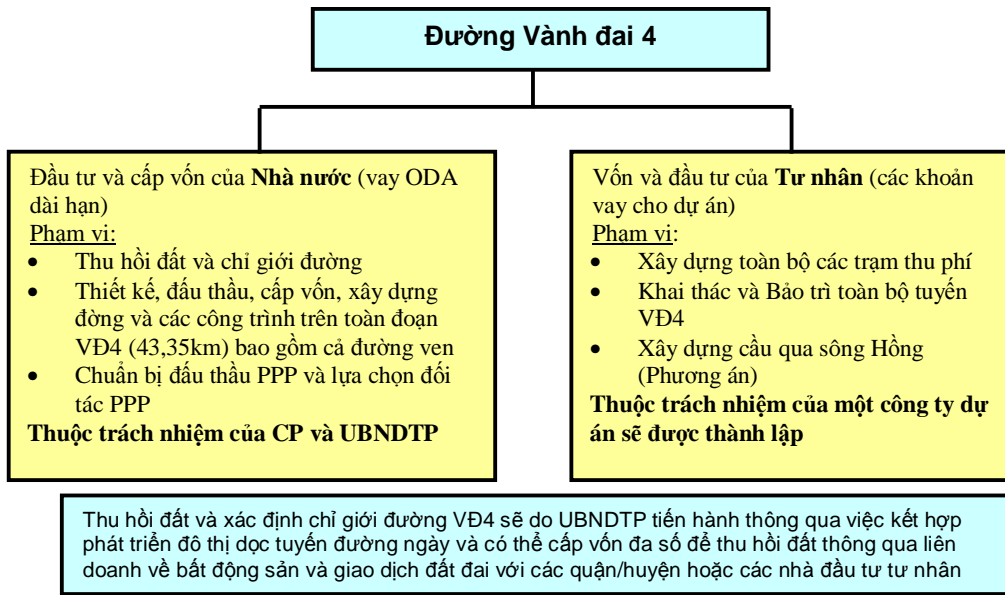 Đường Vành đai 4
Đầu tư và cấp vốn của Nhà nước (vay ODA
dài hạn)
Phạm vi:
• Thu hồi đất và chỉ giới đường
• Thiết kế, đấu thầu, cấp vốn, xây dựng
đờng và các công trình trên toàn đoạn
VĐ4 (43,35km) bao gồm cả đường ven
• Chuẩn bị đấu thầu PPP và lựa chọn đối
tác PPP
Thuộc trách nhiệm của CP và UBNDTP
Vốn và đầu tư của Tư nhân (các khoản
vay cho dự án)
Phạm vi:
• Xây dựng toàn bộ các trạm thu phí
• Khai thác và Bảo trì toàn bộ tuyến
VĐ4
• Xây dựng cầu qua sông Hồng
(Phương án)
Thuộc trách nhiệm của một công ty dự
án sẽ được thành lập
Thu hồi đất và xác định chỉ giới đường VĐ4 sẽ do UBNDTP tiến hành thông qua việc kết hợp
phát triển đô thị dọc tuyến đường ngày và có thể cấp vốn đa số để thu hồi đất thông qua liên
doanh về bất động sản và giao dịch đất đai với các quận/huyện hoặc các nhà đầu tư tư nhân